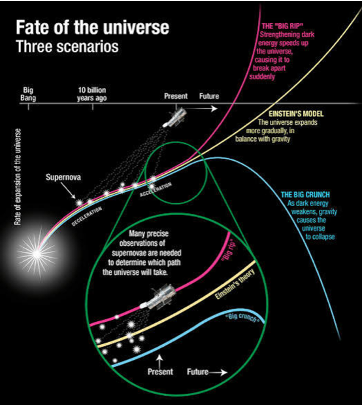 Fate of the universe
Three scenarios
THE "BIG RIP"
Strengthening dark
energy speeds up
the universe,
causing it to
break apart
suddenly
Big
Bang
10 billion
years ago
Present
Future
EINSTEIN'S MODEL
The universe expands
more gradually, in
balance with gravity
Rate of expansion of the universe
Supernova
DECELERATION
ACCELERATION
THE BIG CRUNCH
As dark energy
weakens, gravity
causes the
universe
to collapse
Many precise
observations of
supernovae are needed
to determine which path
the universe will take.
"Big rip"
Einstein's theory
"Big crunch"
Present
Future